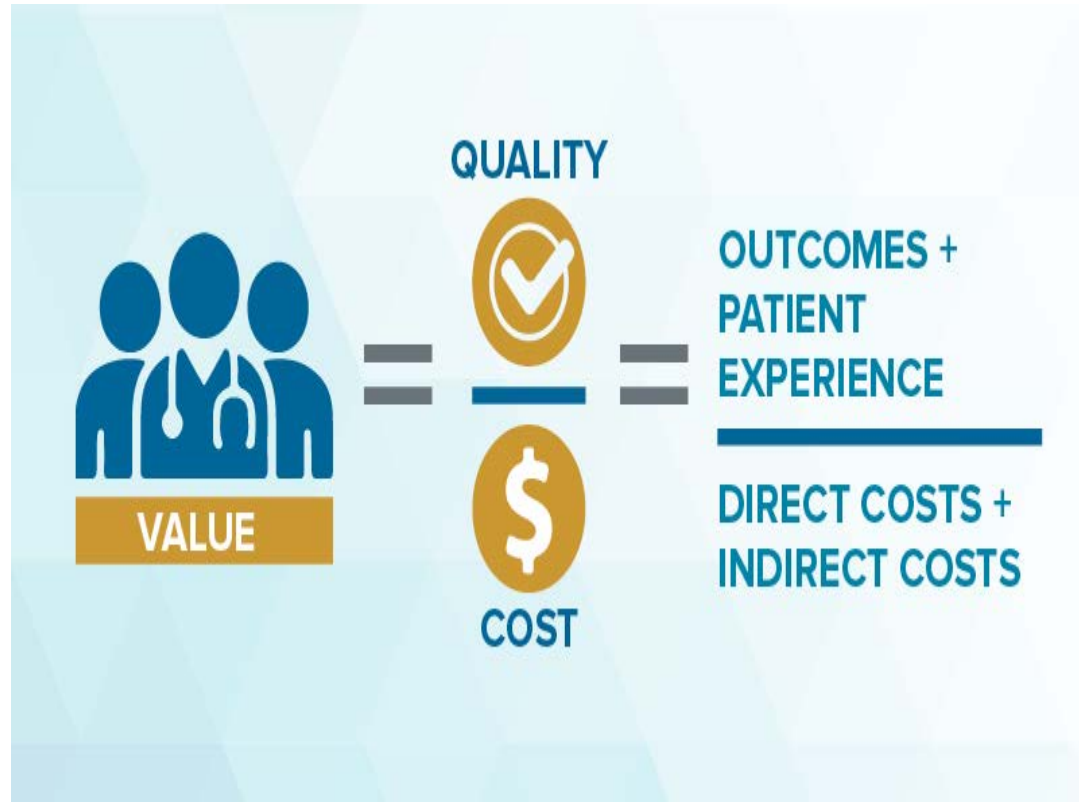 VALUE
QUALITY
$
COST
OUTCOMES +
PATIENT
EXPERIENCE
DIRECT COSTS +
INDIRECT COSTS